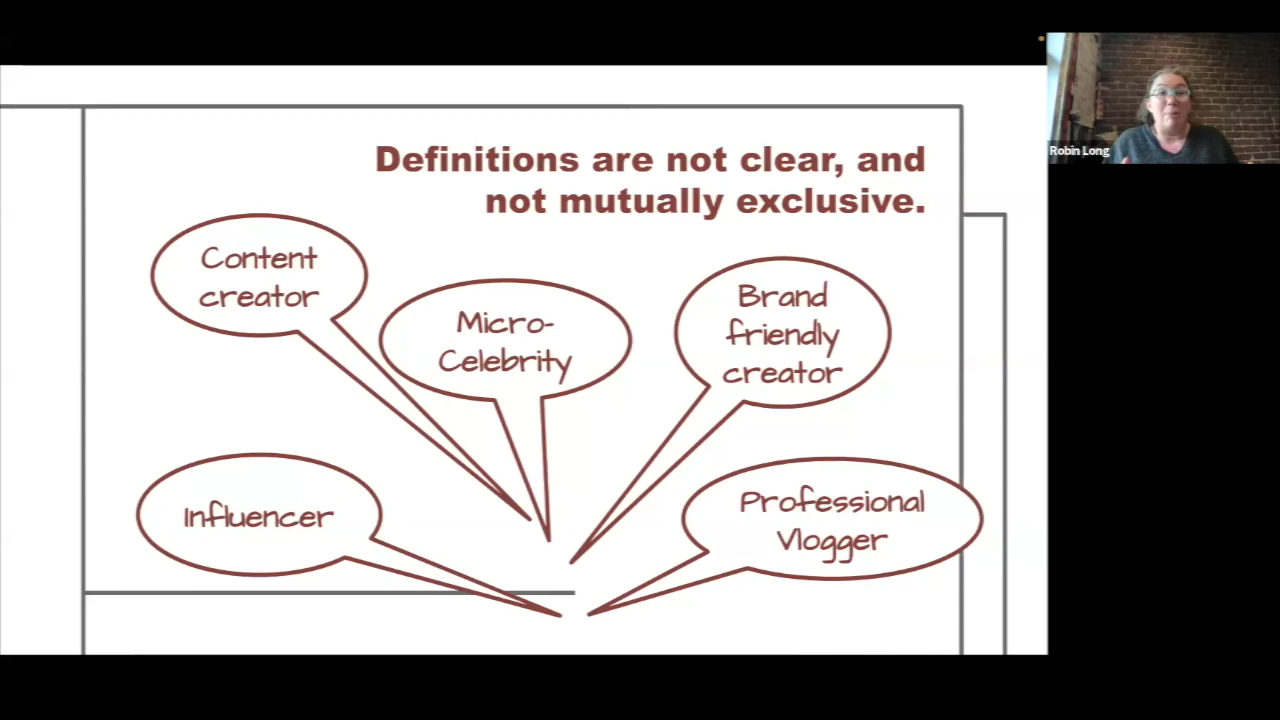 Definitions are not clear, and
not mutually exclusive.
Content
creator
Micro-
Celebrity
Brand
friendly
creator
Influencer
Professional
Vlogger
Robin Long